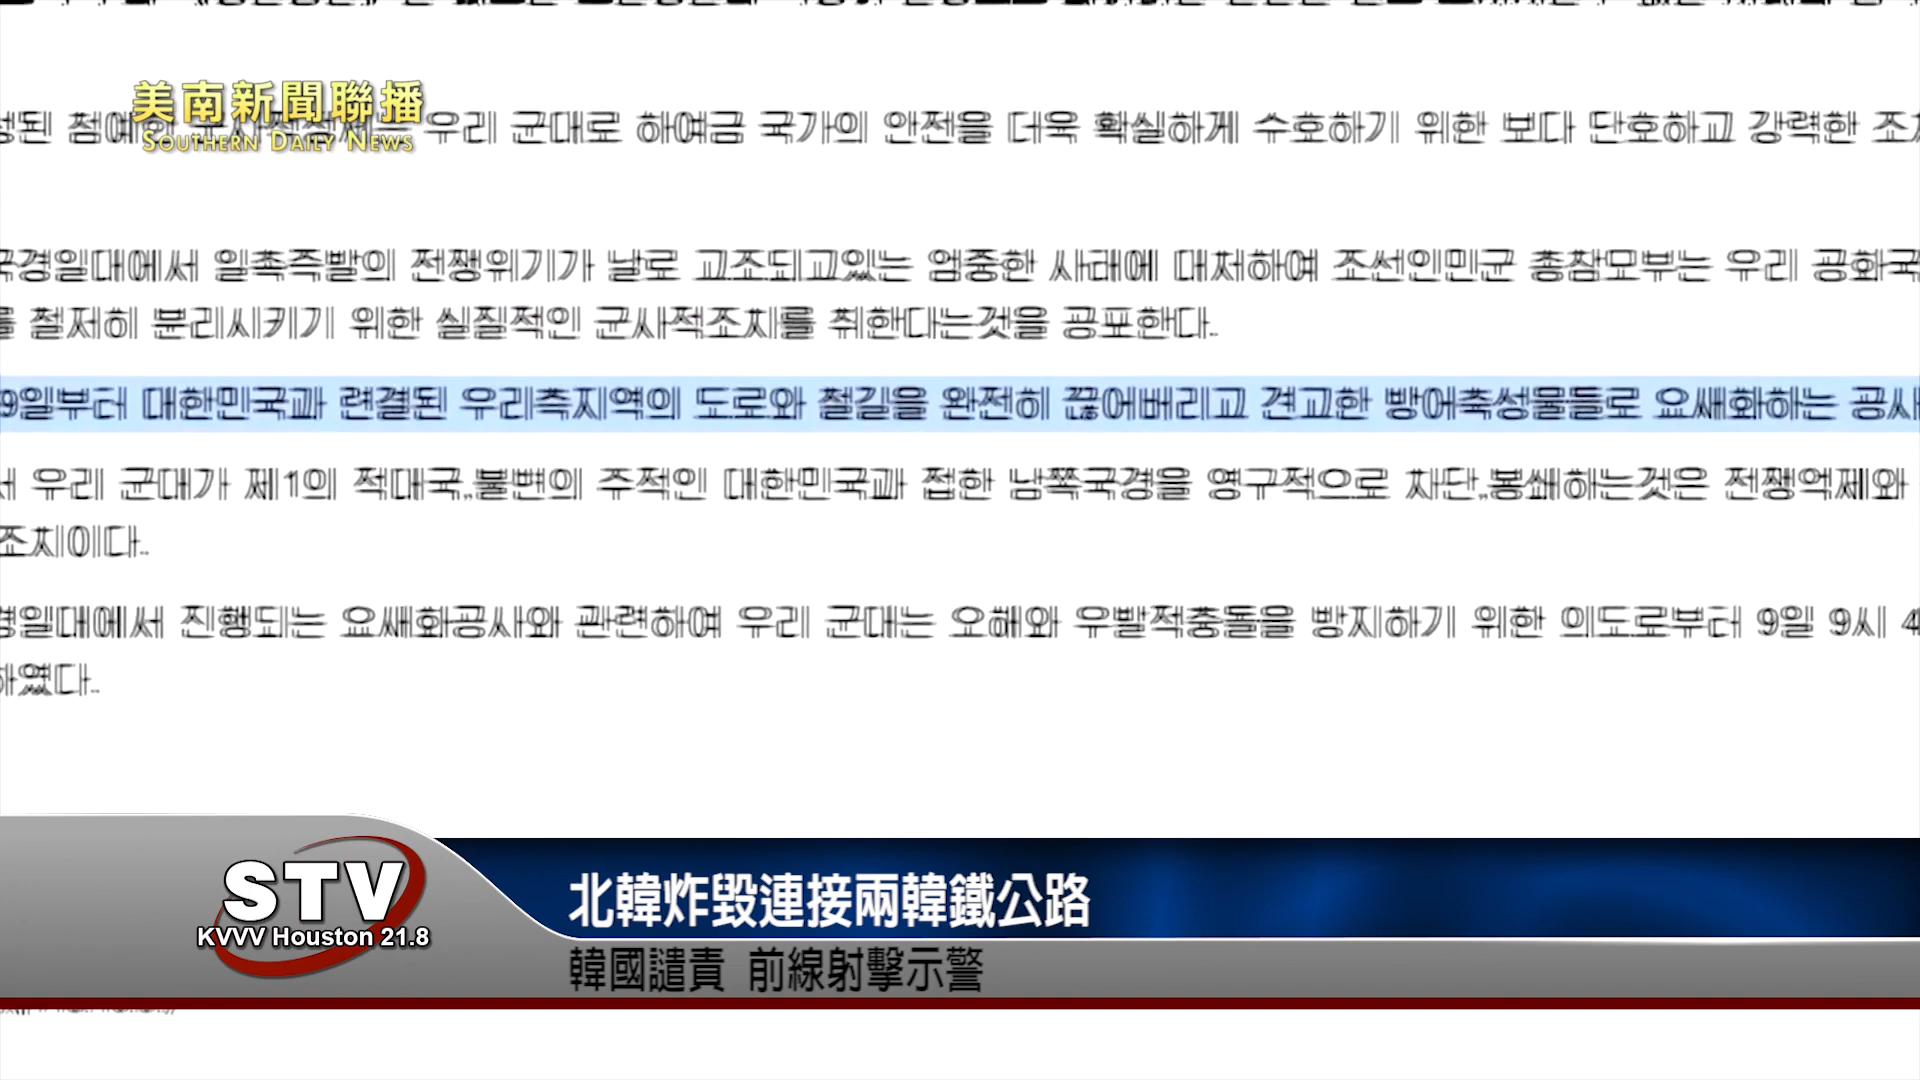 美南新聞聯播
SOUTHERN DAILY NEWS
우리 군대로 하여금 국가의 안전을 더욱 확실하게 수호하기 위한 보다 단호하고 강력한
국경일대에서 일촉즉발의 전쟁위기가 날로 고조되고있는 엄중한 사태에 대처하여 조선인민군 총참모부는 우리 공화국
를 철저히 분리시키기 위한 실질적인 군사적조치를 취한다는것을 공포한다.
9일부터 대한민국과 련결된 우리측지역의 도로와 철길을 완전히 끊어버리고 견고한 방어축성물들로 요새화하는 공사
서 우리 군대가 제1의 적대국,불변의 주적인 대한민국과 접한 남쪽국경을 영구적으로 차단,봉쇄하는것은 전쟁억제와
조치이다.
경일대에서 진행되는 요새화공사와 관련하여 우리 군대는 오해와 우발적충돌을 방지하기 위한 의도로부터 9일 9시 4
하였다.
STV
KVVV Houston 21.8
北韓炸毀連接兩韓鐵公路
韓國譴責 前線射擊示警